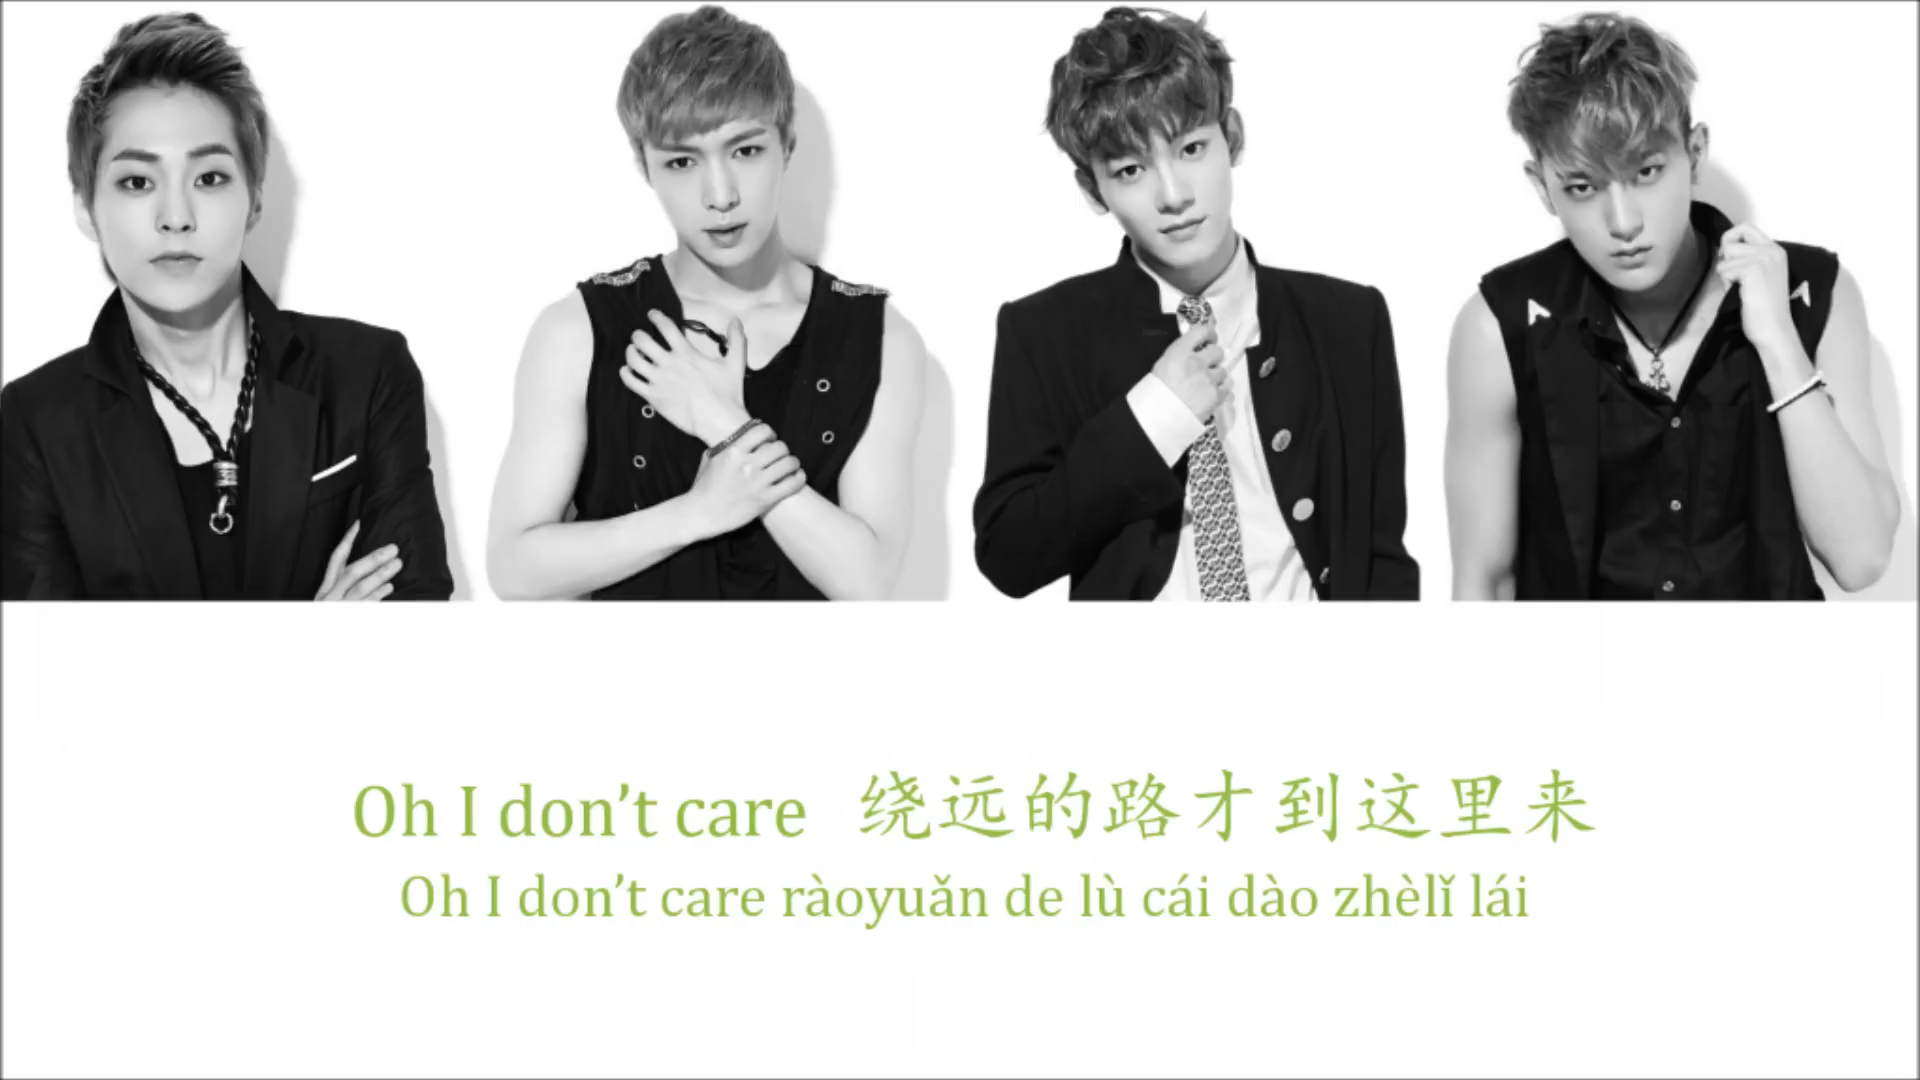 Oh I don’t care 绕远的路才到这里来
Oh I don’t care ràoyuǎn de lù cái dào zhèlǐ lái